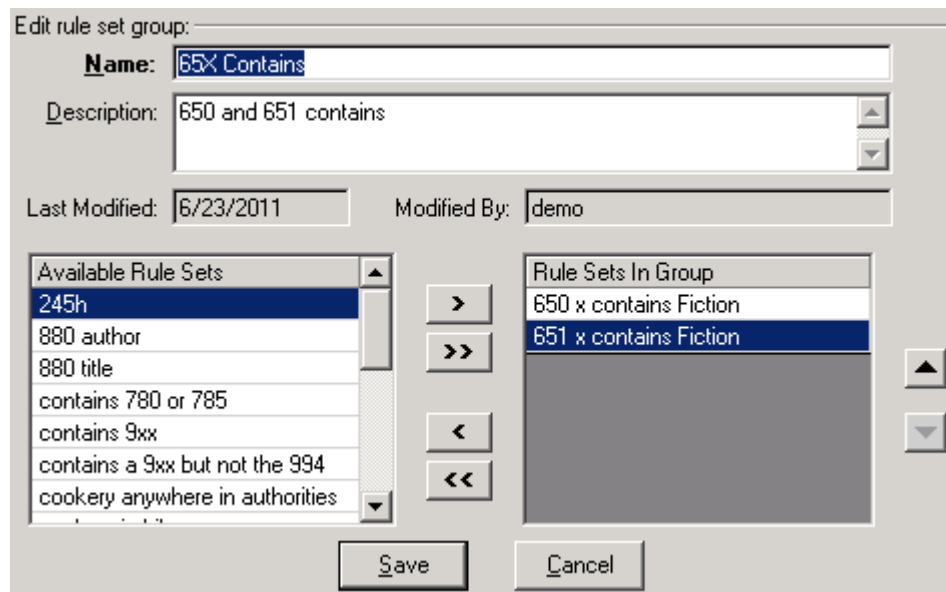 Edit rule set group:
Name: 65X Contains
Description: 650 and 651 contains
Last Modified: 6/23/2011 Modified By: demo
Available Rule Sets
245h
880 author
880 title
contains 780 or 785
contains 9xx
contains a 9xx but not the 994
cookery anywhere in authorities
>
>>
<
<<
Rule Sets In Group
650 x contains Fiction
651 x contains Fiction
Save Cancel